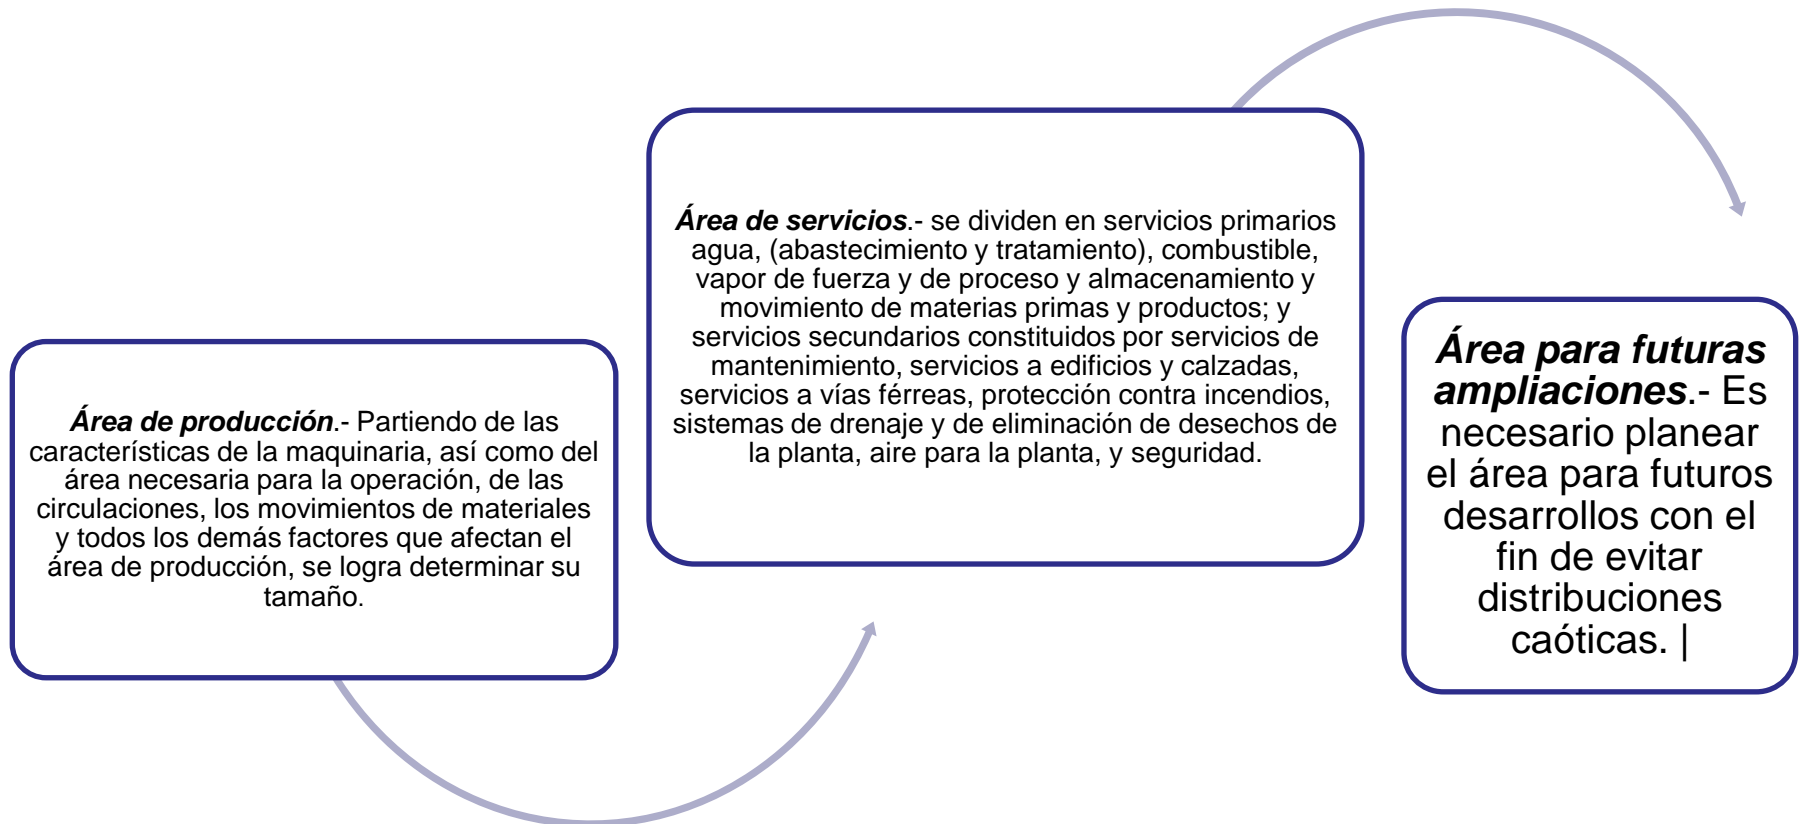 Área de producción.- Partiendo de las
características de la maquinaria, así como del
área necesaria para la operación, de las
circulaciones, los movimientos de materiales
y todos los demás factores que afectan el
área de producción, se logra determinar su
tamaño.
Área de servicios.- se dividen en servicios primarios
agua, (abastecimiento y tratamiento), combustible,
vapor de fuerza y de proceso y almacenamiento y
movimiento de materias primas y productos; y
servicios secundarios constituidos por servicios de
mantenimiento, servicios a edificios y calzadas,
servicios a vías férreas, protección contra incendios,
sistemas de drenaje y de eliminación de desechos de
la planta, aire para la planta, y seguridad.
Área para futuras
ampliaciones.- Es
necesario planear
el área para futuros
desarrollos con el
fin de evitar
distribuciones
caóticas. |